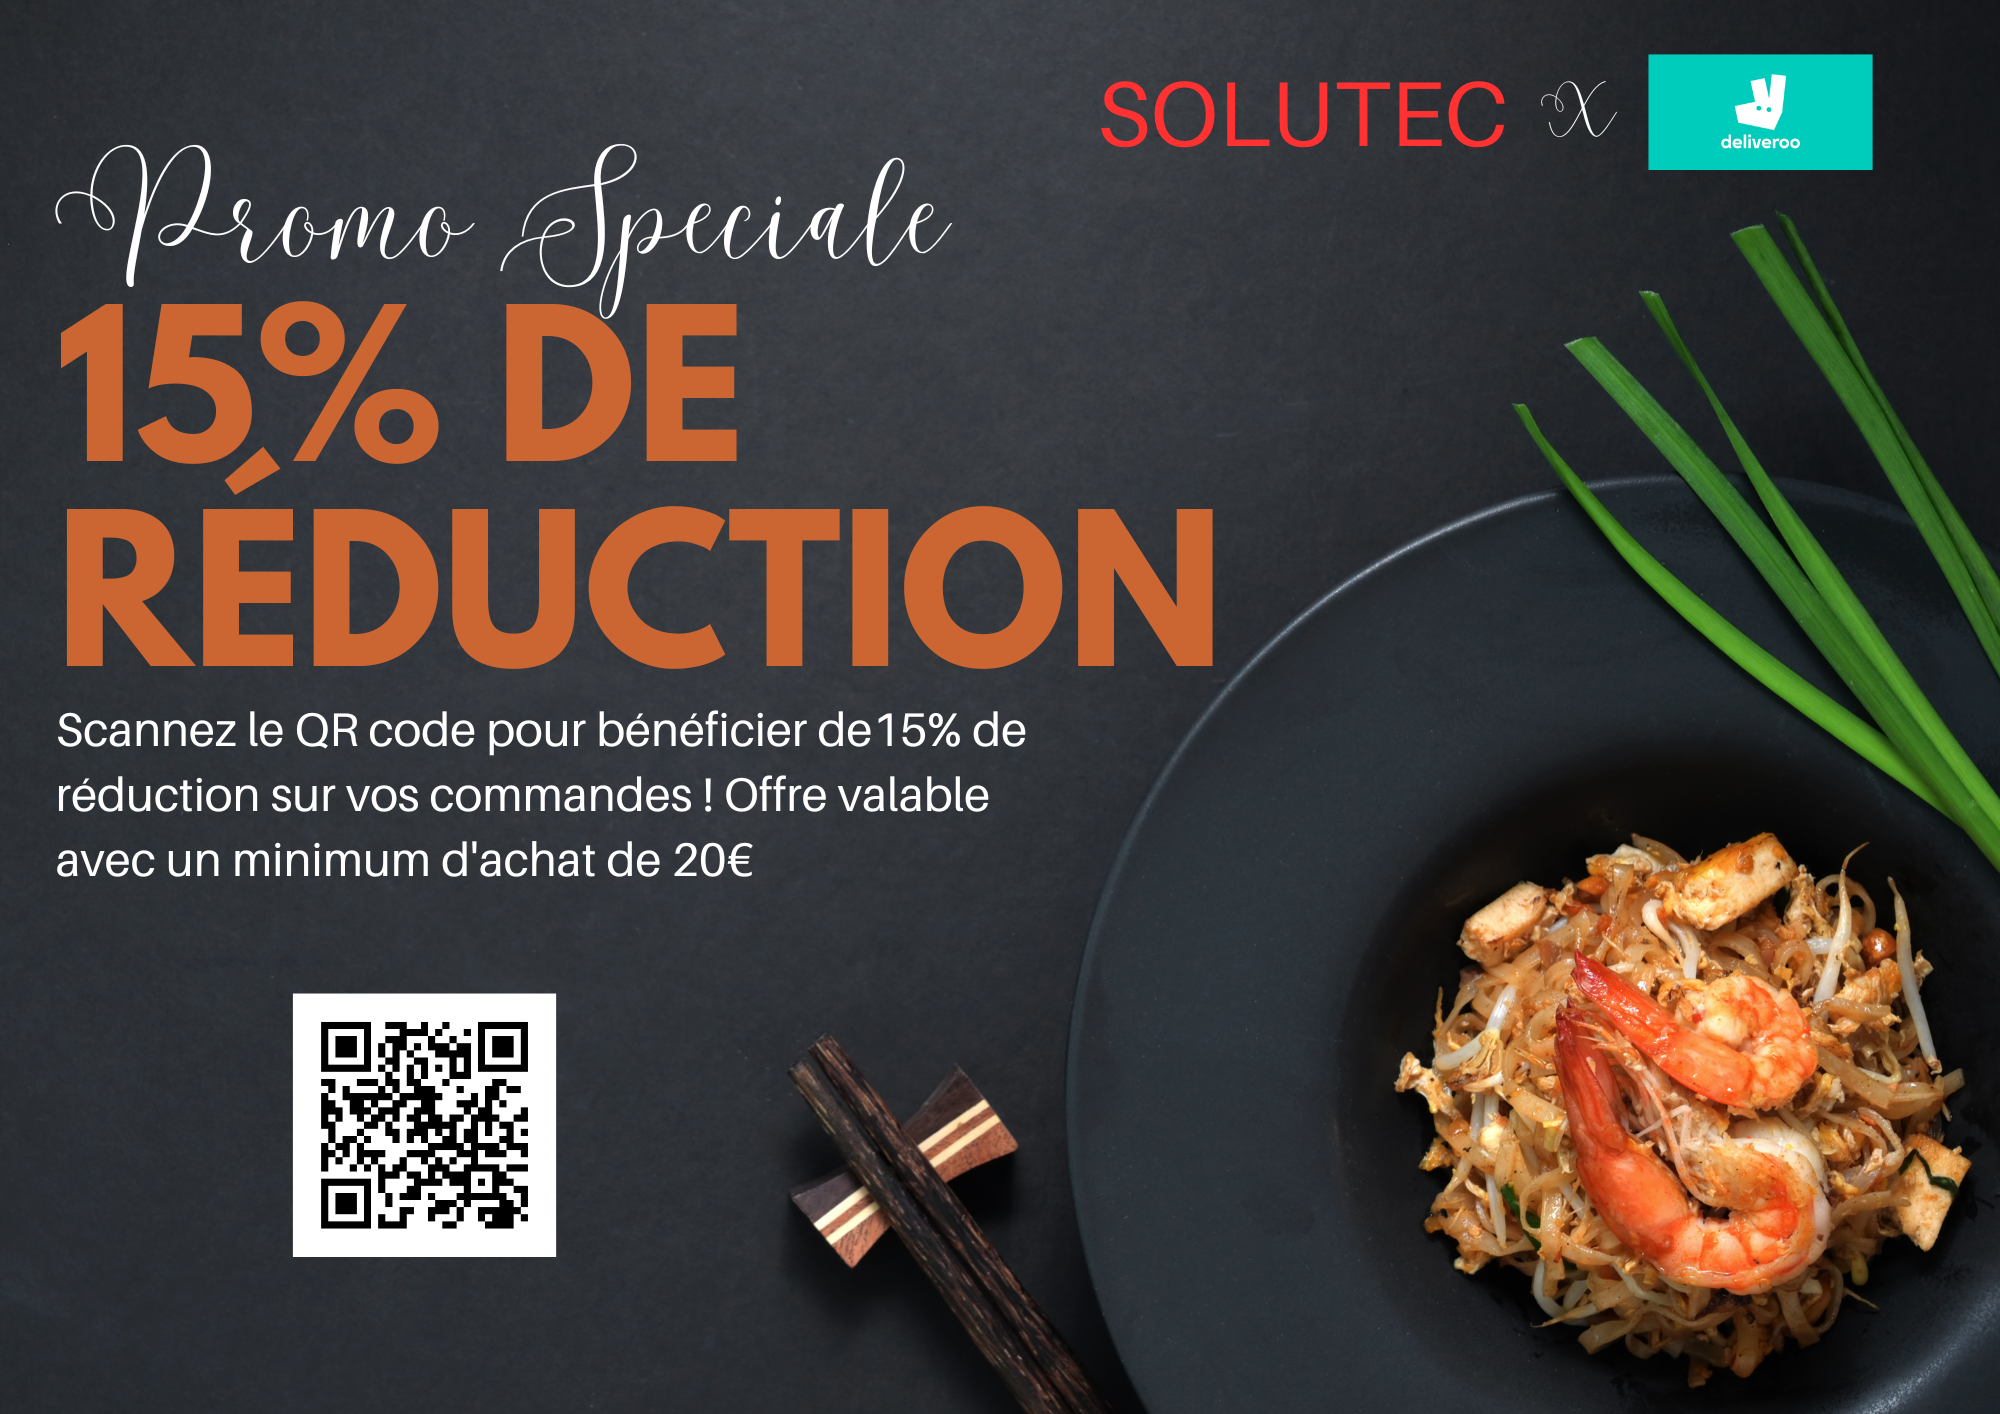 SOLUTEC X deliveroo
Promo Speciale
15% DE
RÉDUCTION
Scannez le QR code pour bénéficier de15% de
réduction sur vos commandes ! Offre valable
avec un minimum d'achat de 20€